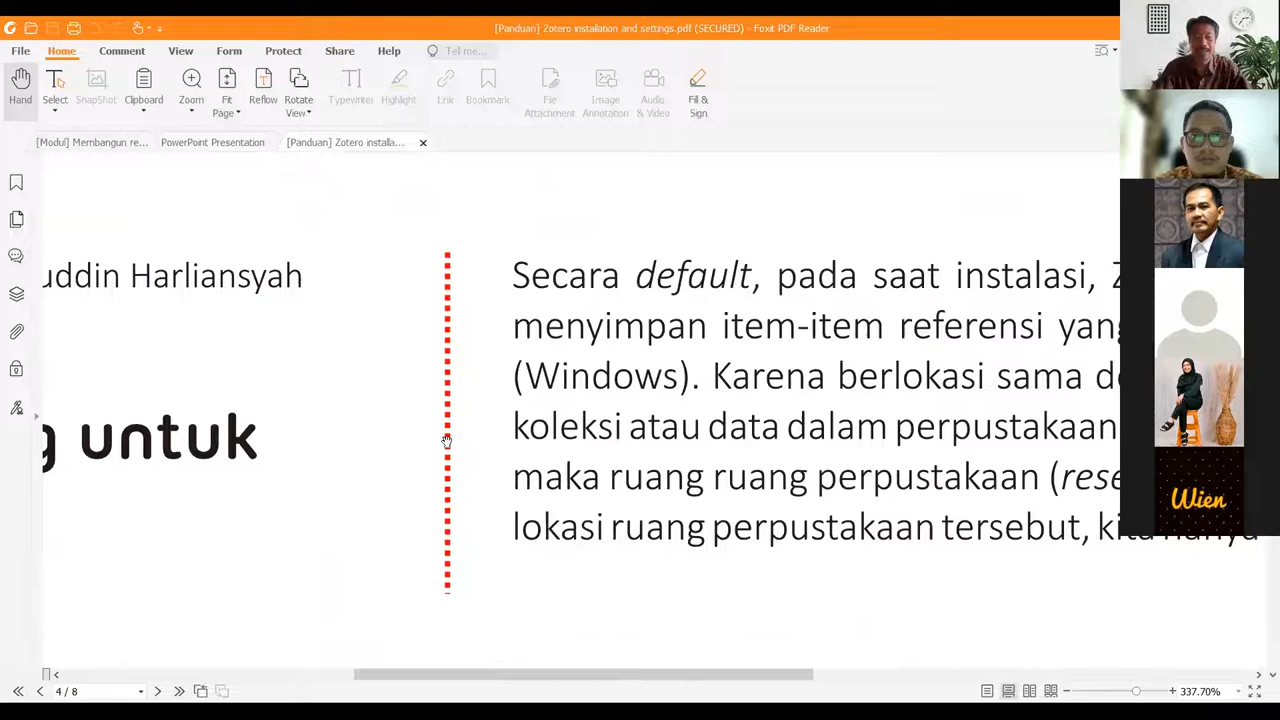 [Panduan] Zotero installation and settings.pdf (SECURED) - Foxit PDF Reader
File Home Comment View Form Protect Share Help Tell me...
Hand Select SnapShot Clipboard Zoom Fit Page Reflow Rotate View Typewriter Highlight Link Bookmark File Attachment Image Annotation Audio & Video Fill & Sign
[Modul] Membangun re... PowerPoint Presentation [Panduan] Zotero installa...
uddin Harliansyah
g untuk
Secara default, pada saat instalasi,
menyimpan item-item referensi yang
(Windows). Karena berlokasi sama
koleksi atau data dalam perpustakaan
maka ruang ruang perpustakaan (rese
lokasi ruang perpustakaan tersebut, kita hanya
Wien
4 / 8
337.70%